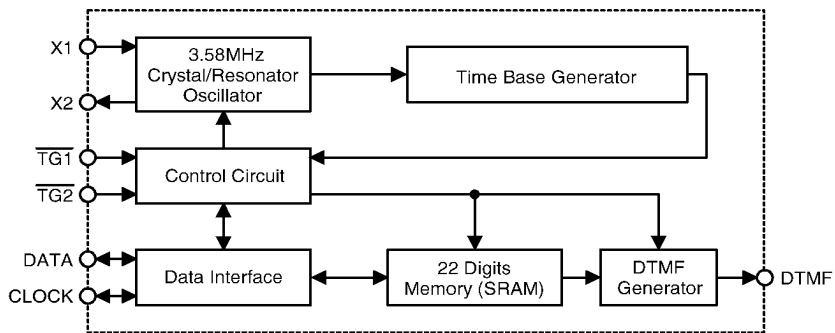 X1
3.58MHz
Crystal/Resonator
Oscillator
Time Base Generator
X2
TG1
Control Circuit
TG2
DATA
Data Interface
22 Digits
Memory (SRAM)
DTMF
Generator
DTMF
CLOCK